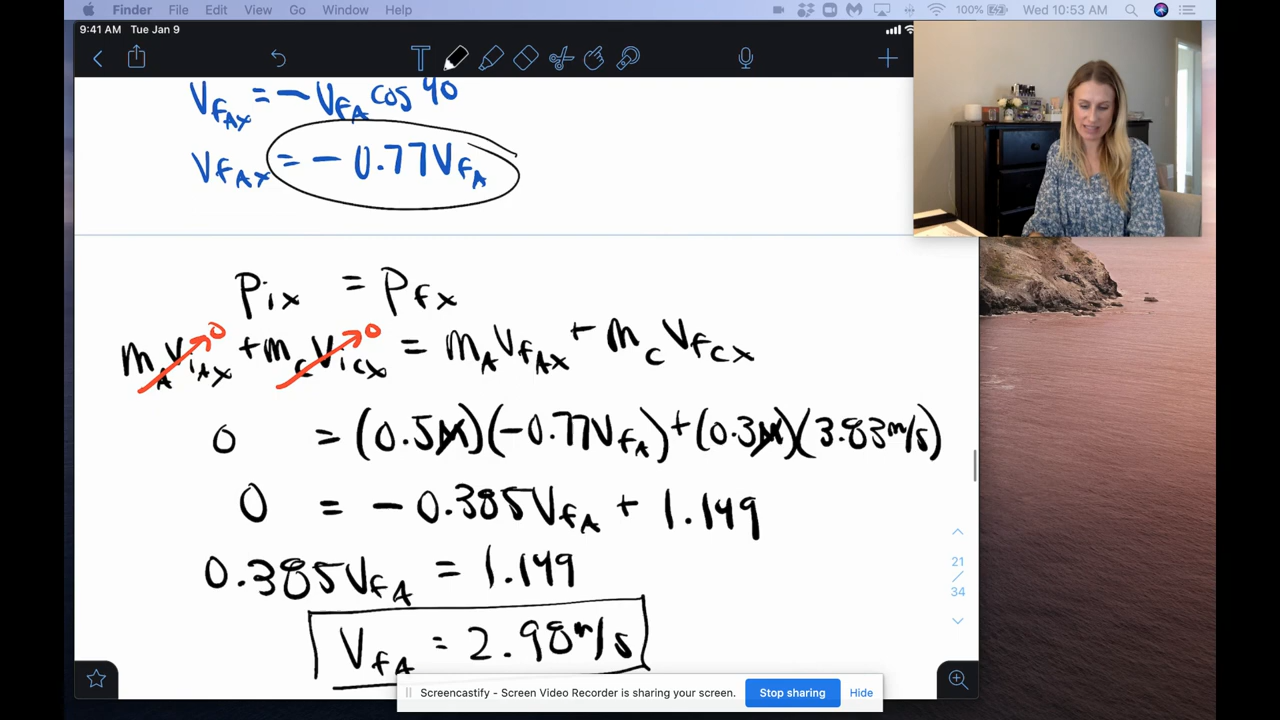 Finder File Edit View Go Window Help 100% Wed 10:53 AM
9:41 AM Tue Jan 9
T
VfAx = - VfA cos 40
VfAx = - 0.77VfA
pix = pfx
mAViAx 0 + mCViCx 0 = mAVfAx + mCVfCx
0 = (0.5M)(-0.77VfA) + (0.3M)(3.83m/s)
0 = - 0.385VfA + 1.149
0.385VfA = 1.149
VfA = 2.98m/s
21
/
34
Screencastify - Screen Video Recorder is sharing your screen. Stop sharing Hide